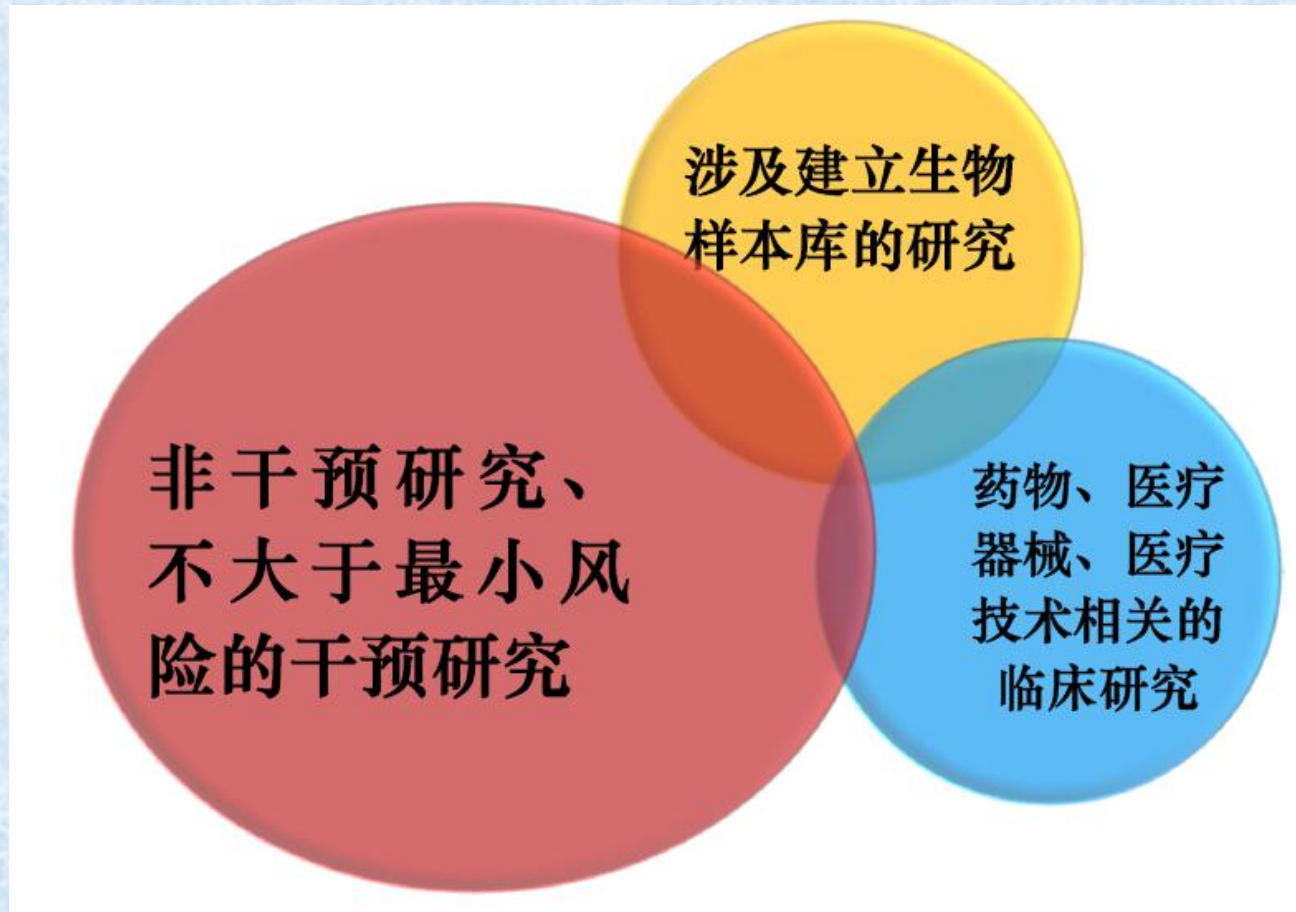 涉及建立生物
样本库的研究
非干预研究、
不大于最小风
险的干预研究
药物、医疗
器械、医疗
技术相关的
临床研究